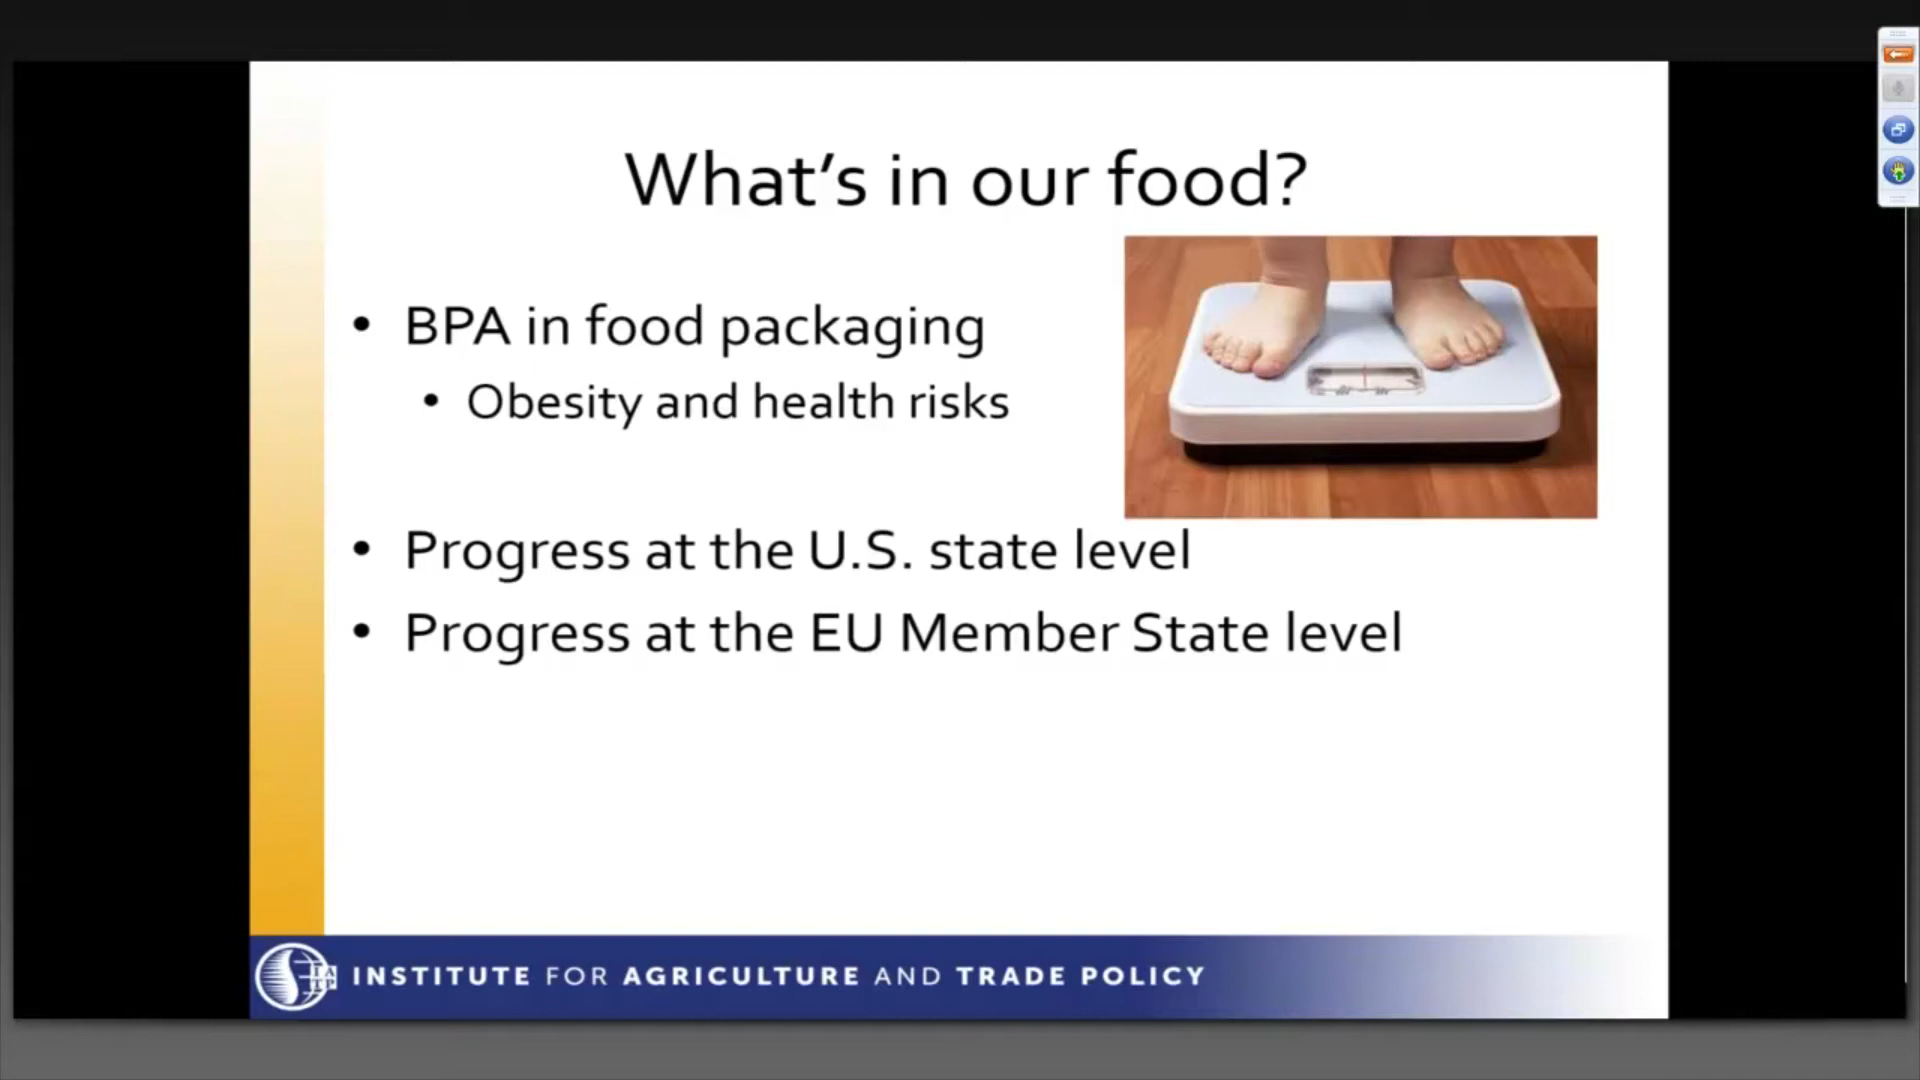 What's in our food?
• BPA in food packaging
• Obesity and health risks
• Progress at the U.S. state level
• Progress at the EU Member State level
IATP
INSTITUTE FOR AGRICULTURE AND TRADE POLICY